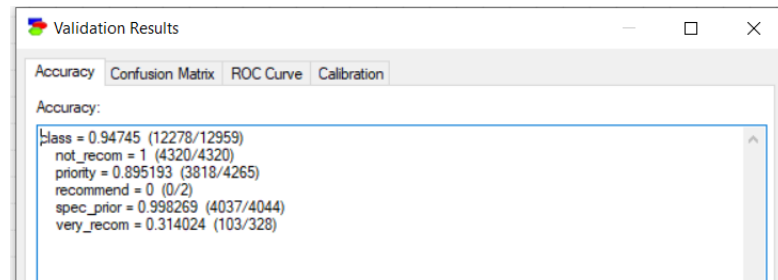 Validation Results
Accuracy Confusion Matrix ROC Curve Calibration
Accuracy:
class = 0.94745 (12278/12959)
not_recom = 1 (4320/4320)
priority = 0.895193 (3818/4265)
recommend = 0 (0/2)
spec_prior = 0.998269 (4037/4044)
very_recom = 0.314024 (103/328)